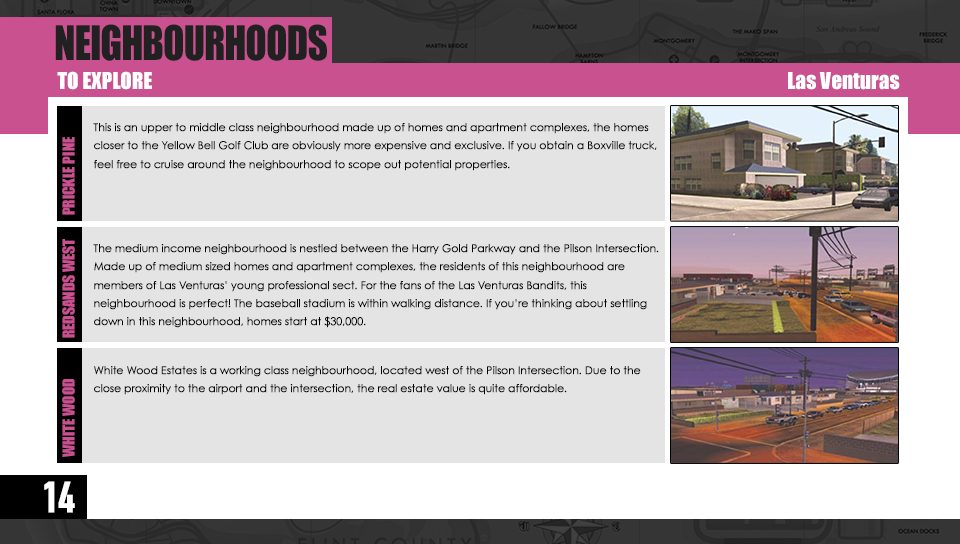 SANTA FLORA
CHINA
TOWN
DOWNTOWN
FALLOW BRIDGE
MARTIN BRIDGE
THE MAKO SPAN
San Andreas Sound
FREDERICK
BRIDGE
MONTGOMERY
HAMPTON
BARNS
MONTGOMERY
INTERSECTION
NEIGHBOURHOODS
TO EXPLORE
Las Venturas
PRICKLE PINE
This is an upper to middle class neighbourhood made up of homes and apartment complexes, the homes
closer to the Yellow Bell Golf Club are obviously more expensive and exclusive. If you obtain a Boxville truck,
feel free to cruise around the neighbourhood to scope out potential properties.
REDSANDS WEST
The medium income neighbourhood is nestled between the Harry Gold Parkway and the Pilson Intersection.
Made up of medium sized homes and apartment complexes, the residents of this neighbourhood are
members of Las Venturas' young professional sect. For the fans of the Las Venturas Bandits, this
neighbourhood is perfect! The baseball stadium is within walking distance. If you're thinking about settling
down in this neighbourhood, homes start at $30,000.
WHITE WOOD
White Wood Estates is a working class neighbourhood, located west of the Pilson Intersection. Due to the
close proximity to the airport and the intersection, the real estate value is quite affordable.
14
FLINT COUNTY
OCEAN DOCKS